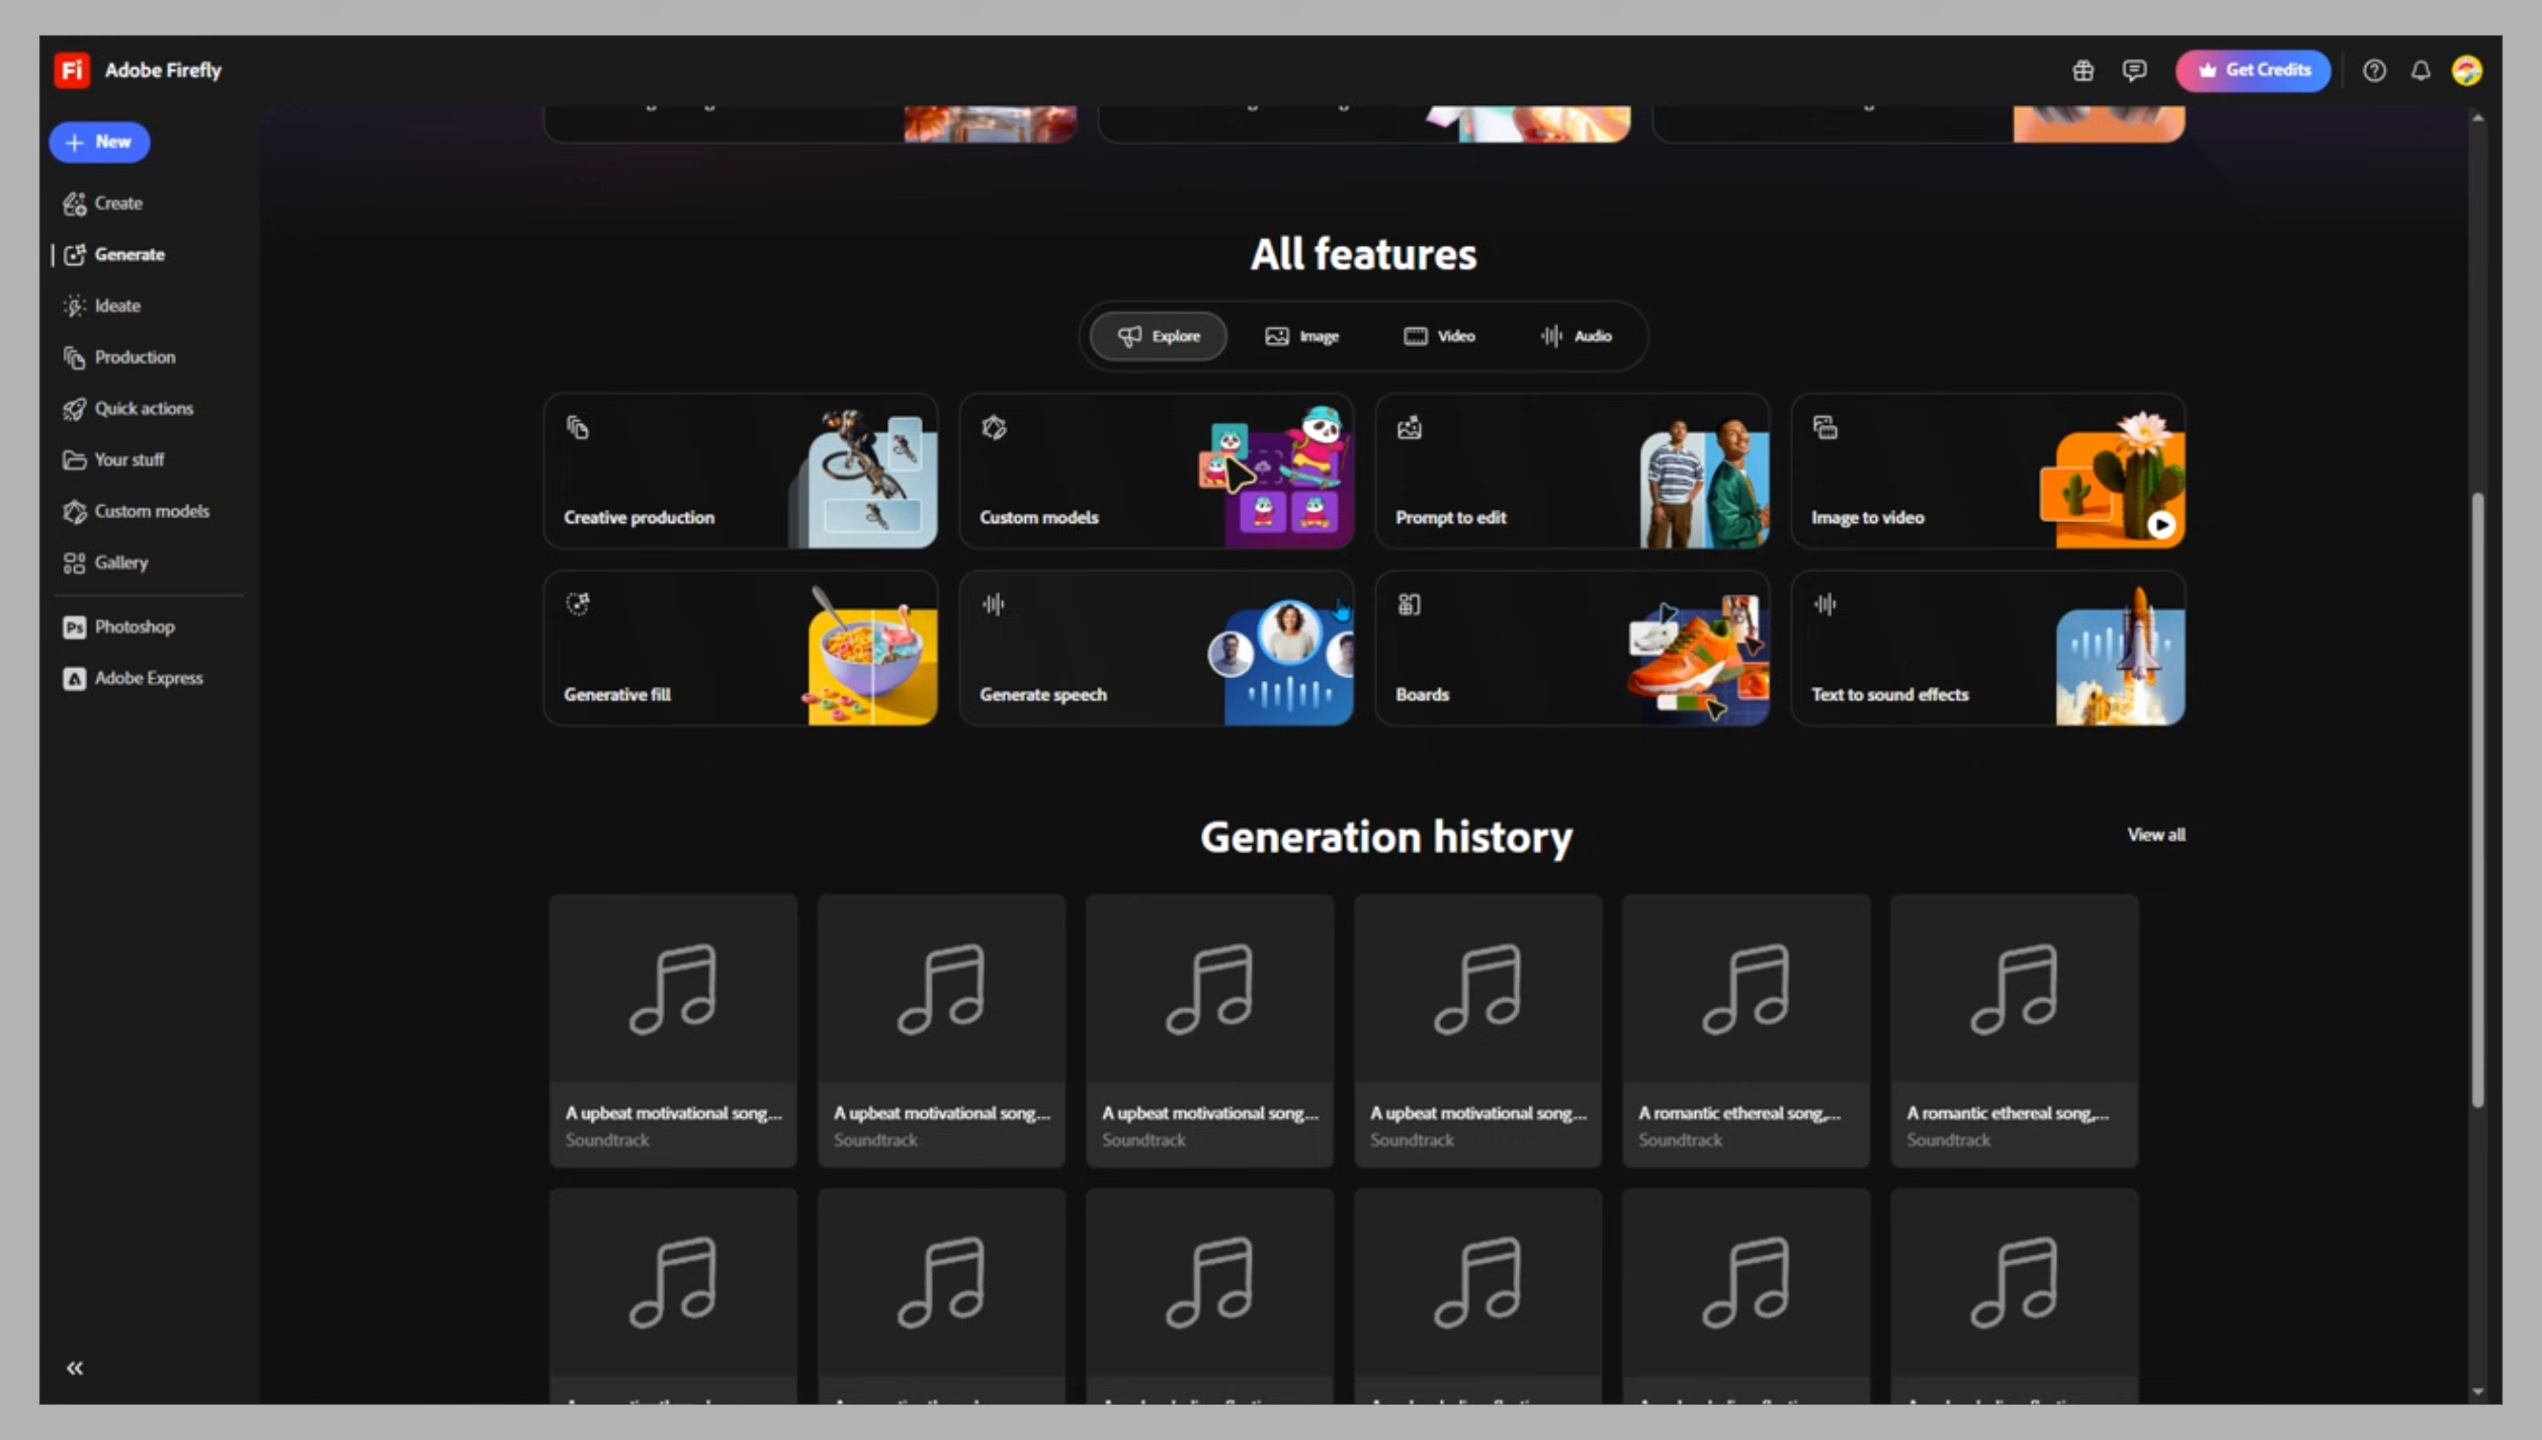 Fi Adobe Firefly
Get Credits
New
Create
Generate
Ideate
Production
Quick actions
Your stuff
Custom models
Gallery
Ps Photoshop
Adobe Express
All features
Explore Image Video Audio
Creative production
Custom models
Prompt to edit
Image to video
Generative fill
Generate speech
Boards
Text to sound effects
Generation history
View all
A upbeat motivational song...
Soundtrack
A upbeat motivational song...
Soundtrack
A upbeat motivational song...
Soundtrack
A upbeat motivational song...
Soundtrack
A romantic ethereal song,...
Soundtrack
A romantic ethereal song,...
Soundtrack